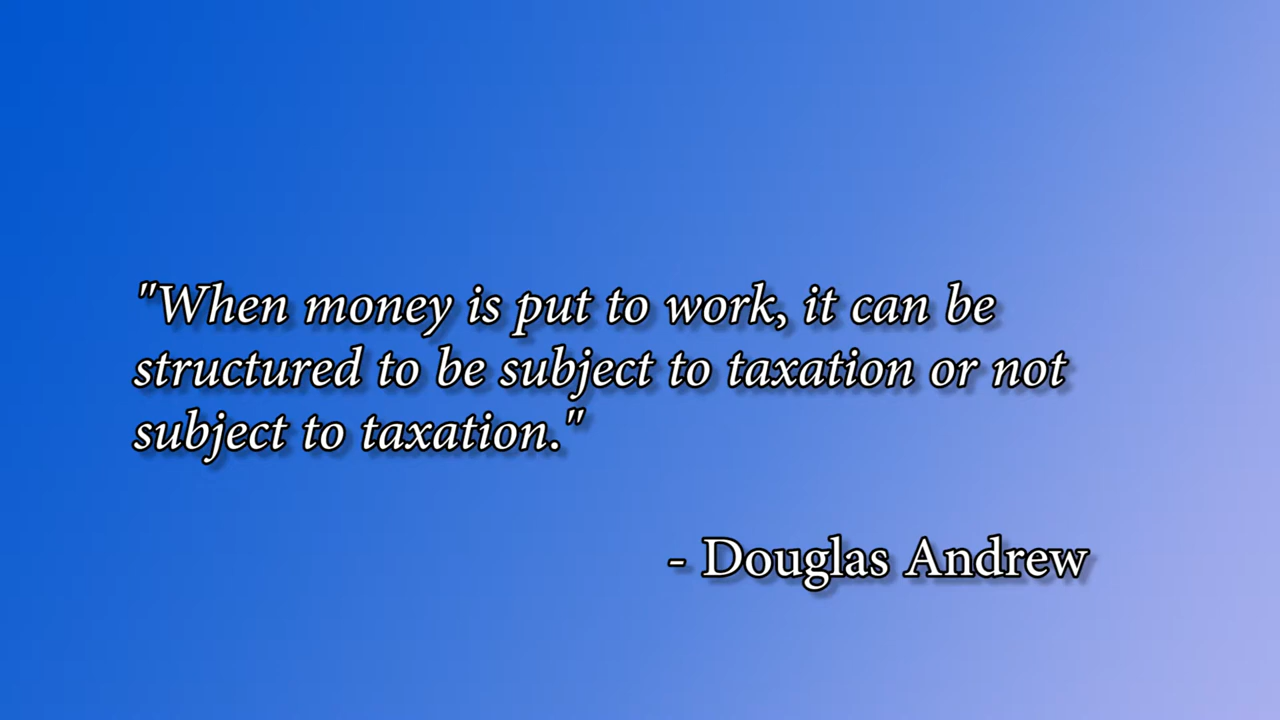 "When money is put to work, it can be
structured to be subject to taxation or not
subject to taxation."
- Douglas Andrew